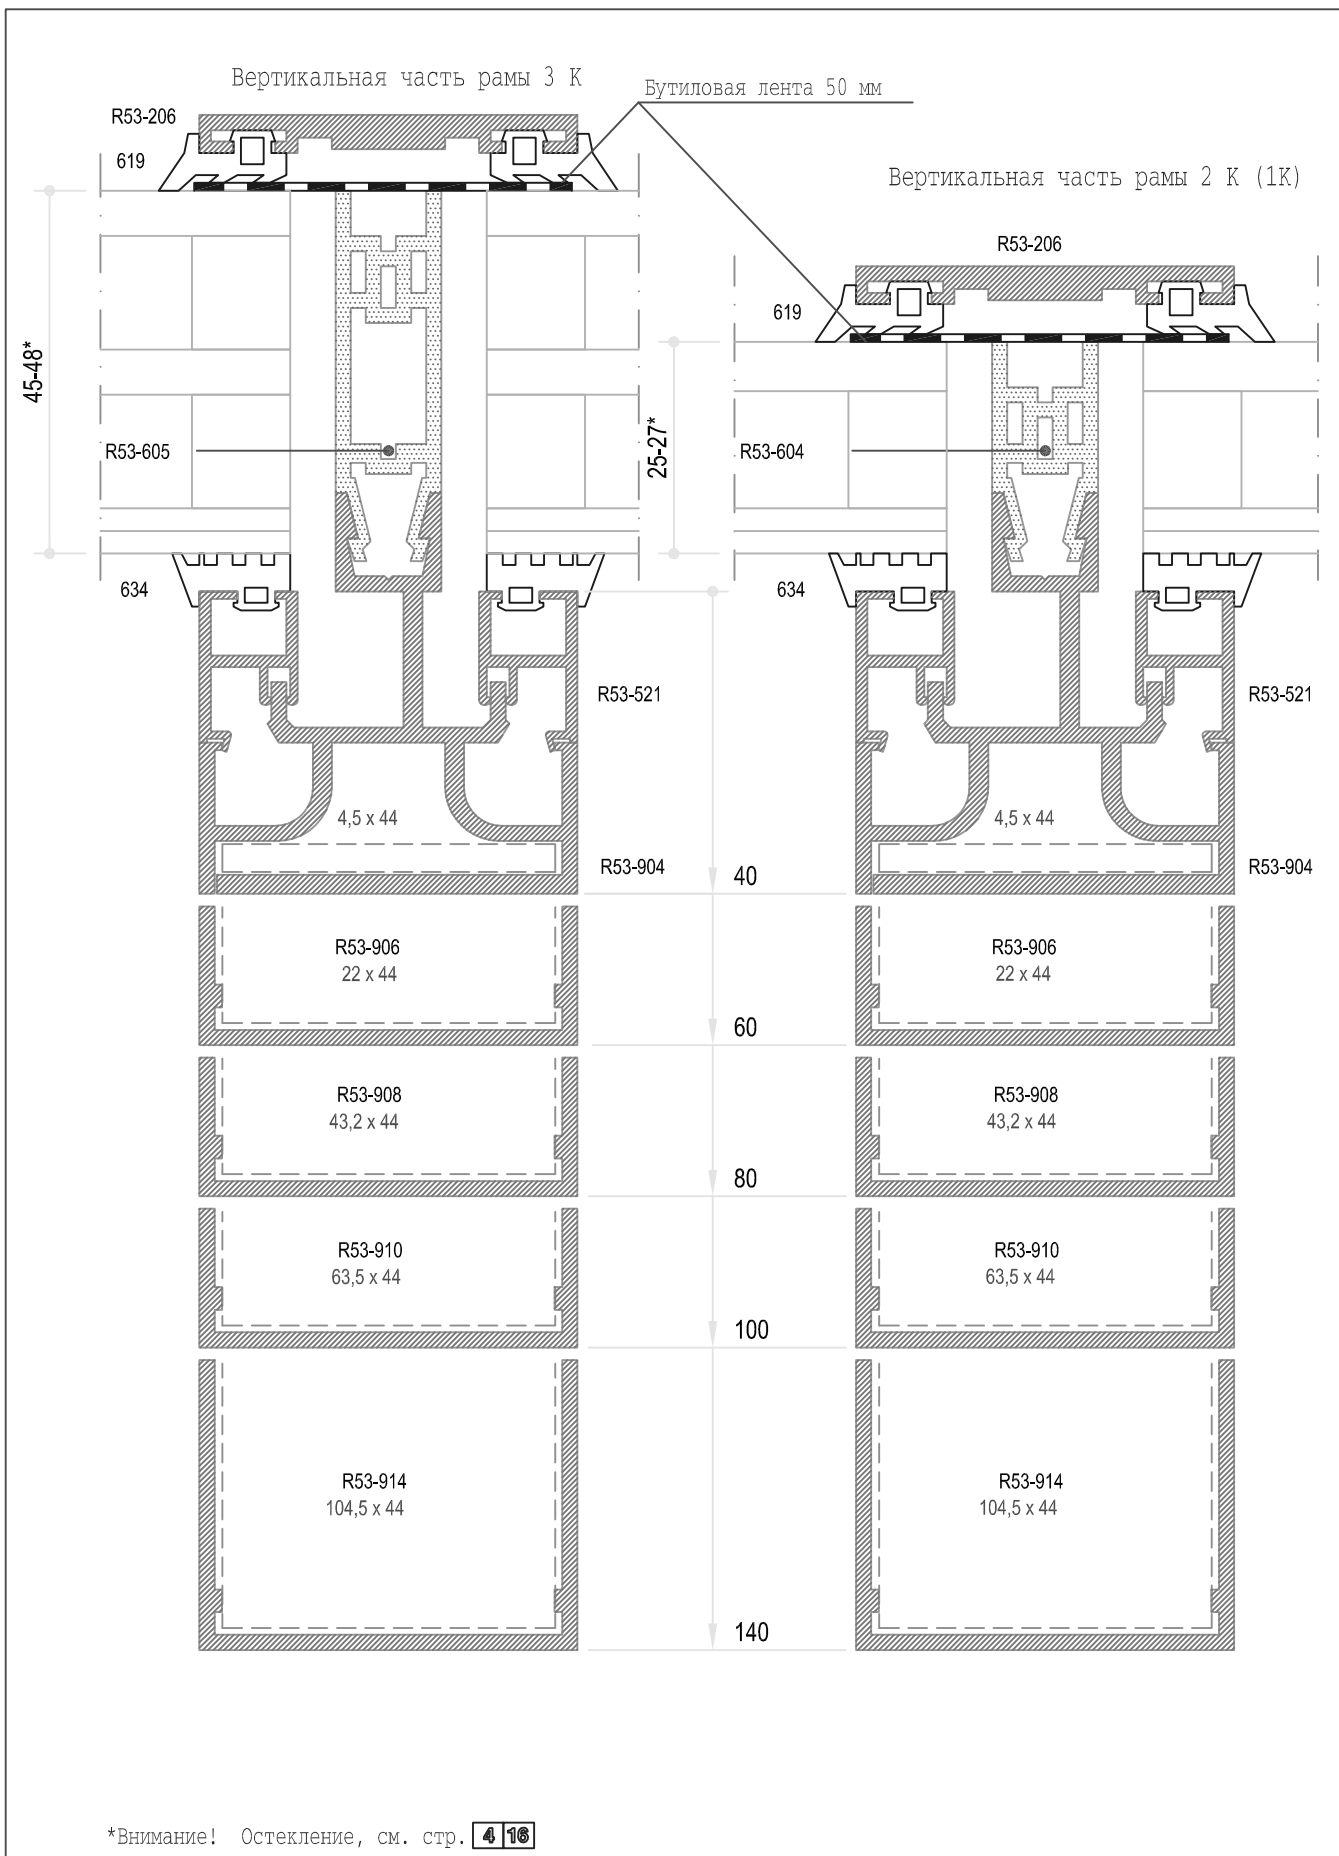 Вертикальная часть рамы 3 К
Бутиловая лента 50 мм
R53-206
619
45-48*
R53-605
634
R53-521
4,5 x 44
R53-904
R53-906
22 x 44
R53-908
43,2 x 44
R53-910
63,5 x 44
R53-914
104,5 x 44
40
60
80
100
140
Вертикальная часть рамы 2 К (1К)
R53-206
619
25-27*
R53-604
634
R53-521
4,5 x 44
R53-904
R53-906
22 x 44
R53-908
43,2 x 44
R53-910
63,5 x 44
R53-914
104,5 x 44
*Внимание! Остекление, см. стр. 4 16